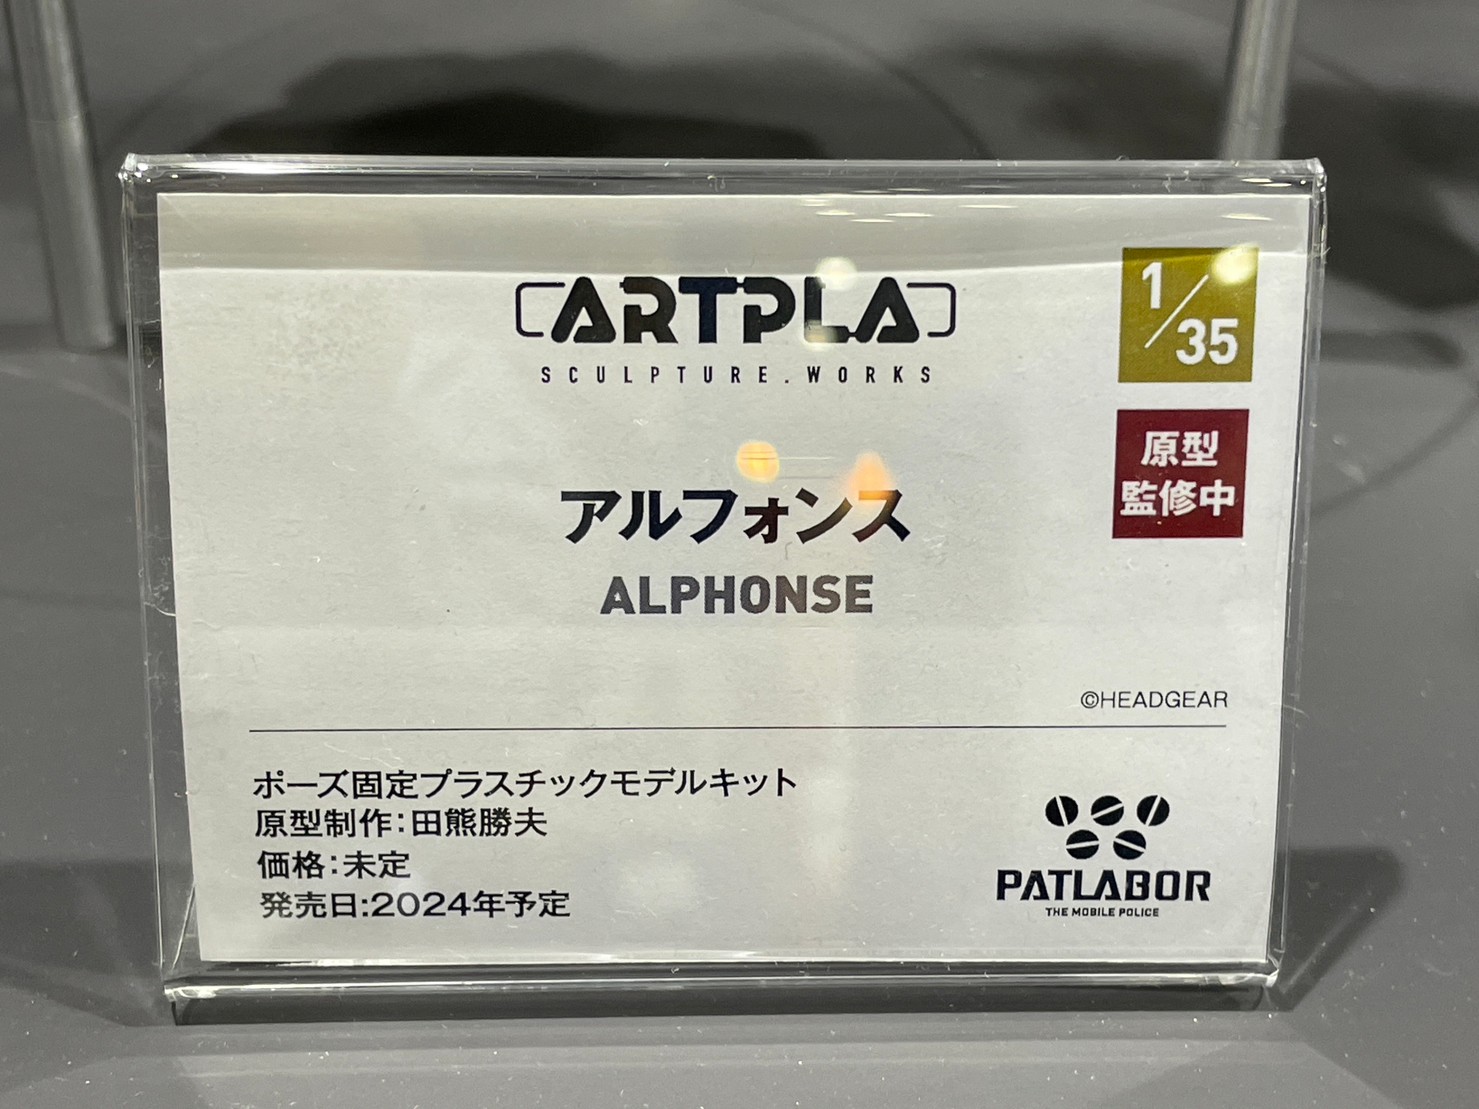 ARTPLA
SCULPTURE.WORKS
1/35
原型
監修中
アルフォンス
ALPHONSE
©HEADGEAR
ポーズ固定プラスチックモデルキット
原型制作:田熊勝夫
価格:未定
発売日:2024年予定
PATLABOR
THE MOBILE POLICE